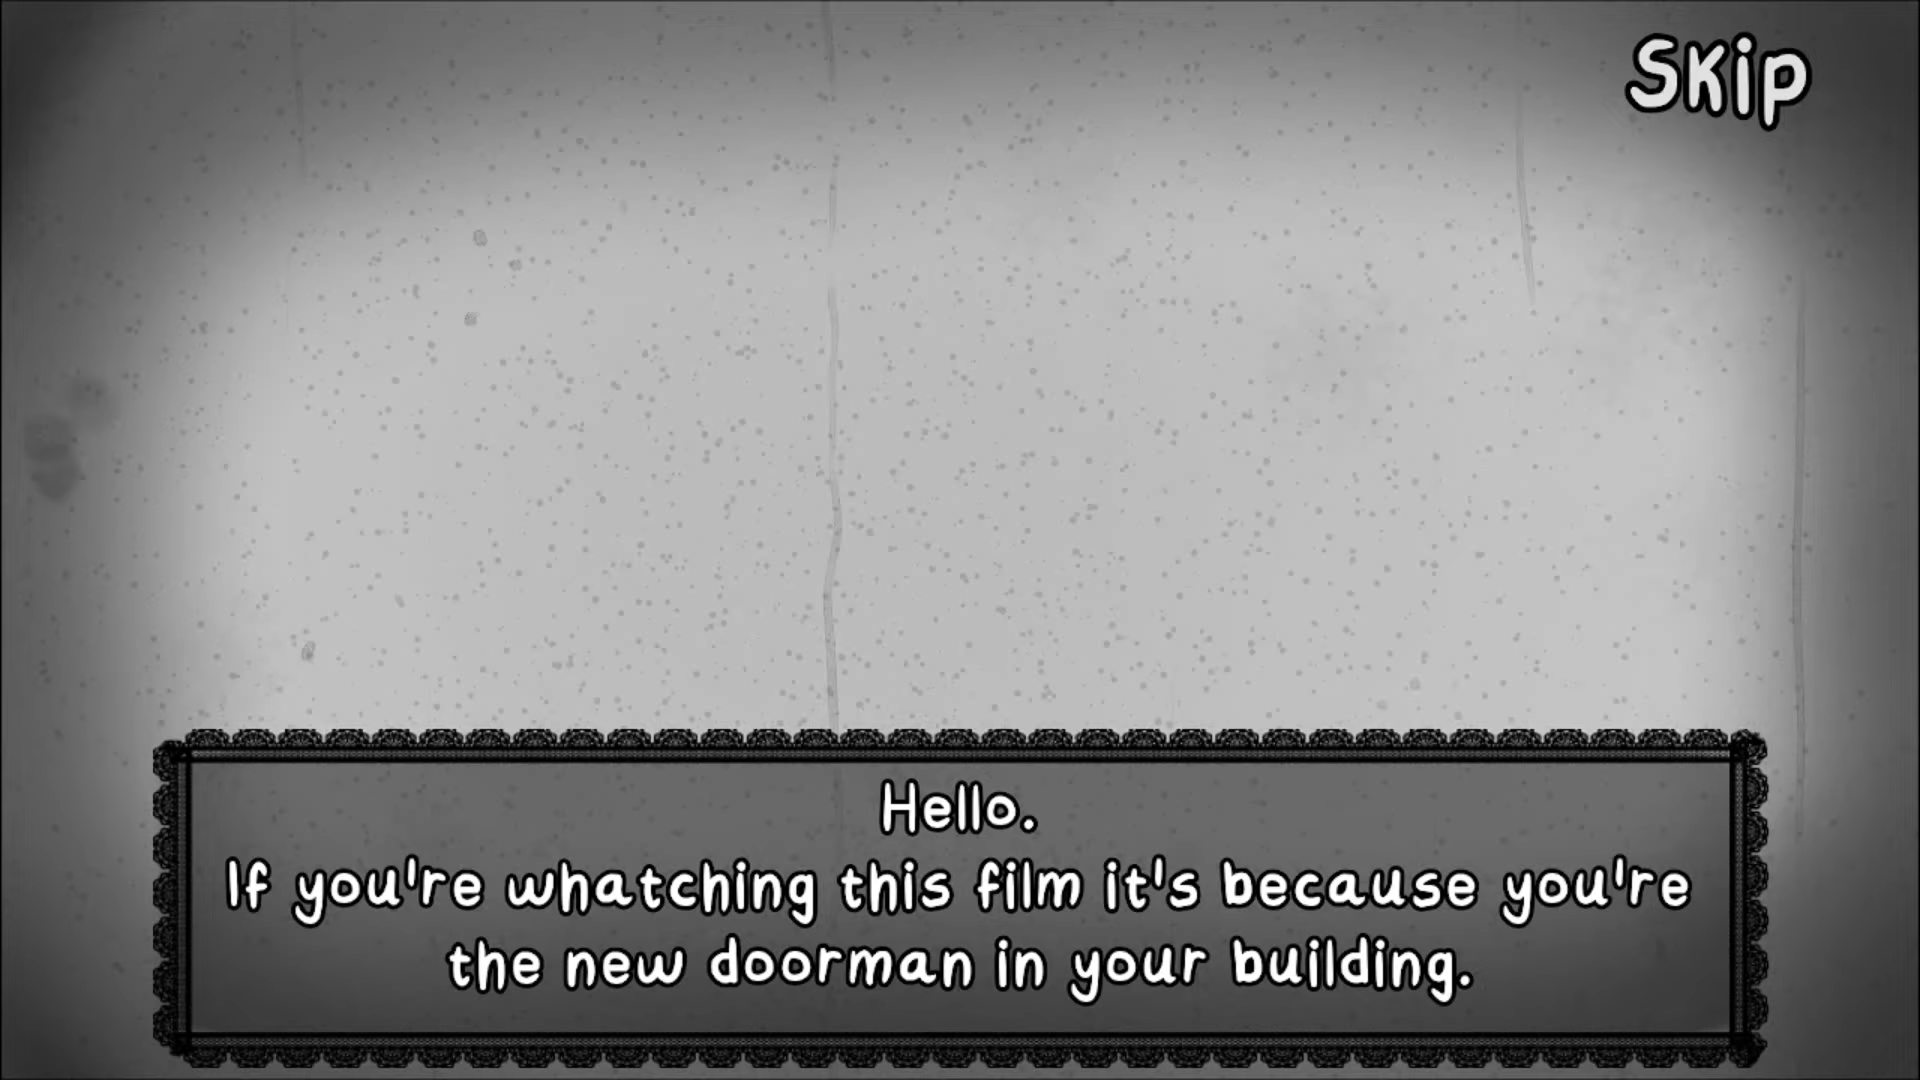 Skip
Hello.
If you're whatching this film it's because you're
the new doorman in your building.